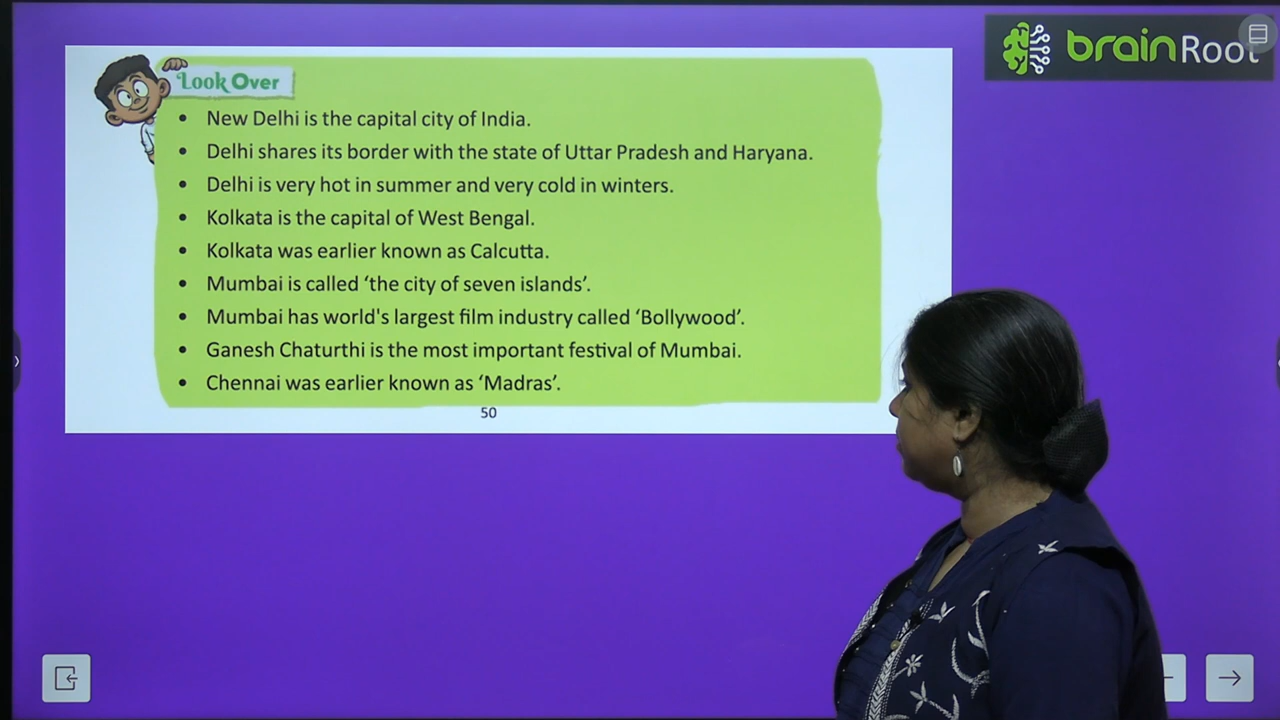 brainRoot
Look Over
• New Delhi is the capital city of India.
• Delhi shares its border with the state of Uttar Pradesh and Haryana.
• Delhi is very hot in summer and very cold in winters.
• Kolkata is the capital of West Bengal.
• Kolkata was earlier known as Calcutta.
• Mumbai is called ‘the city of seven islands’.
• Mumbai has world's largest film industry called ‘Bollywood’.
• Ganesh Chaturthi is the most important festival of Mumbai.
• Chennai was earlier known as ‘Madras’.
50